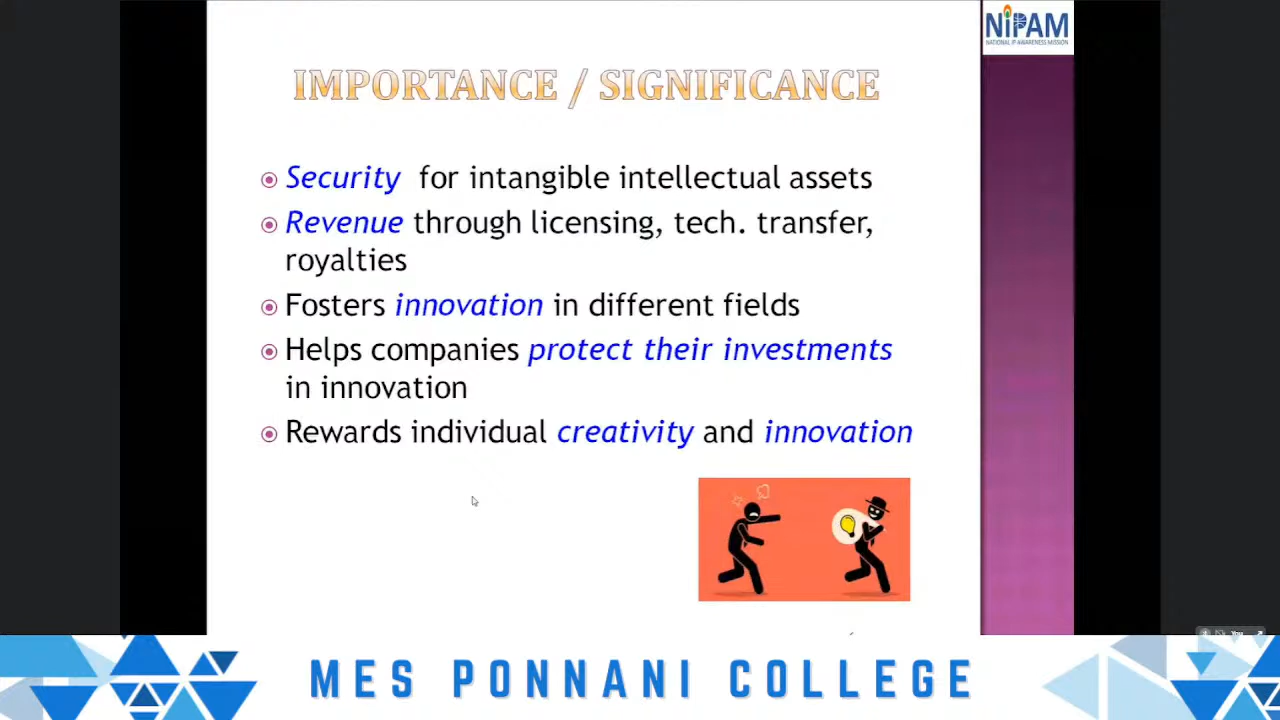 NiPAM
NATIONAL IP AWARENESS MISSION
IMPORTANCE / SIGNIFICANCE
Security for intangible intellectual assets
Revenue through licensing, tech. transfer,
royalties
Fosters innovation in different fields
Helps companies protect their investments
in innovation
Rewards individual creativity and innovation
You
MES PONNANI COLLEGE